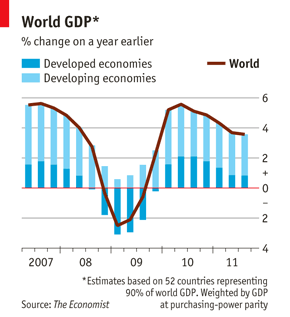 World GDP*
% change on a year earlier
Developed economies
Developing economies
World
6
4
2
+
0
–
2
4
2007 08 09 10 11
*Estimates based on 52 countries representing
90% of world GDP. Weighted by GDP
Source: The Economist at purchasing-power parity